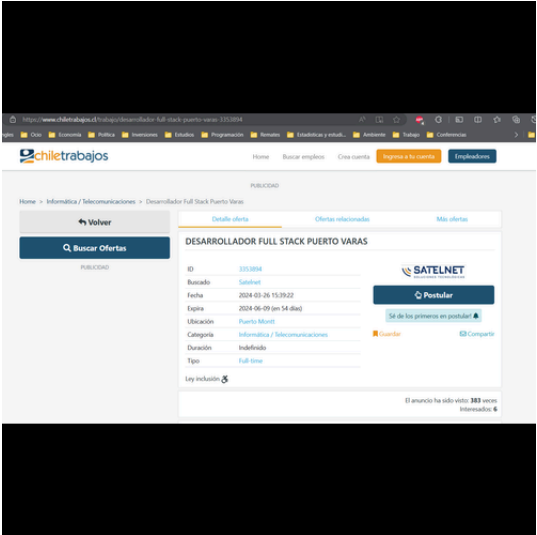 https://www.chiletrabajos.cl/trabajo/desarrollador-full-stack-puerto-varas-3353894
Ocio Economía Política Inversiones Estudios Programación Remates Estadísticas y estudi... Ambiente Trabajo Conferencias
chiletrabajos Home Buscar empleos Crea cuenta Ingresa a tu cuenta Empleadores
PUBLICIDAD
Home > Informática / Telecomunicaciones > Desarrollador Full Stack Puerto Varas
Volver
Buscar Ofertas
PUBLICIDAD
Detalle oferta Ofertas relacionadas Más ofertas
DESARROLLADOR FULL STACK PUERTO VARAS
ID 3353894
Buscado Satelnet
Fecha 2024-03-26 15:39:22
Expira 2024-06-09 (en 54 días)
Ubicación Puerto Montt
Categoría Informática / Telecomunicaciones
Duración Indefinido
Tipo Full-time
Ley inclusión
SATELNET
SOLUCIONES TECNOLÓGICAS
Postular
Sé de los primeros en postular!
Guardar Compartir
El anuncio ha sido visto: 383 veces
Interesados: 6